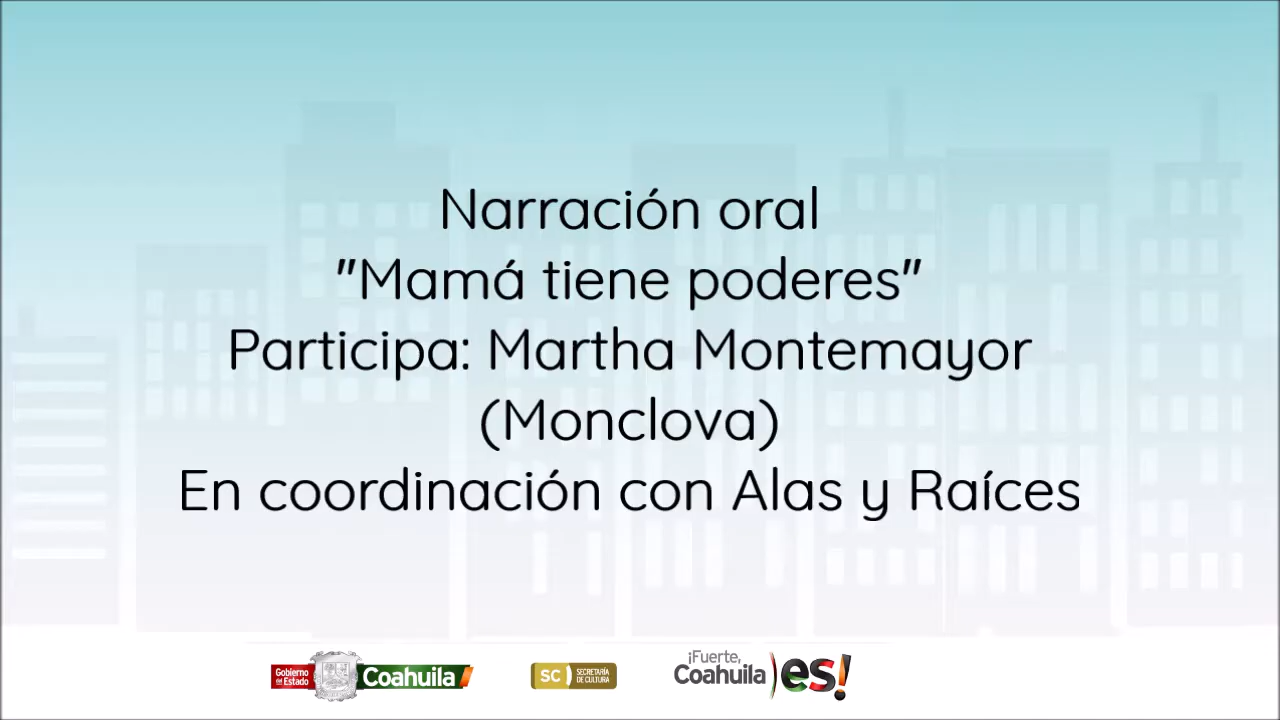 Narración oral
"Mamá tiene poderes"
Participa: Martha Montemayor
(Monclova)
En coordinación con Alas y Raíces
Gobierno del Estado
Coahuila
SC
SECRETARÍA DE CULTURA
¡Fuerte, Coahuila es!